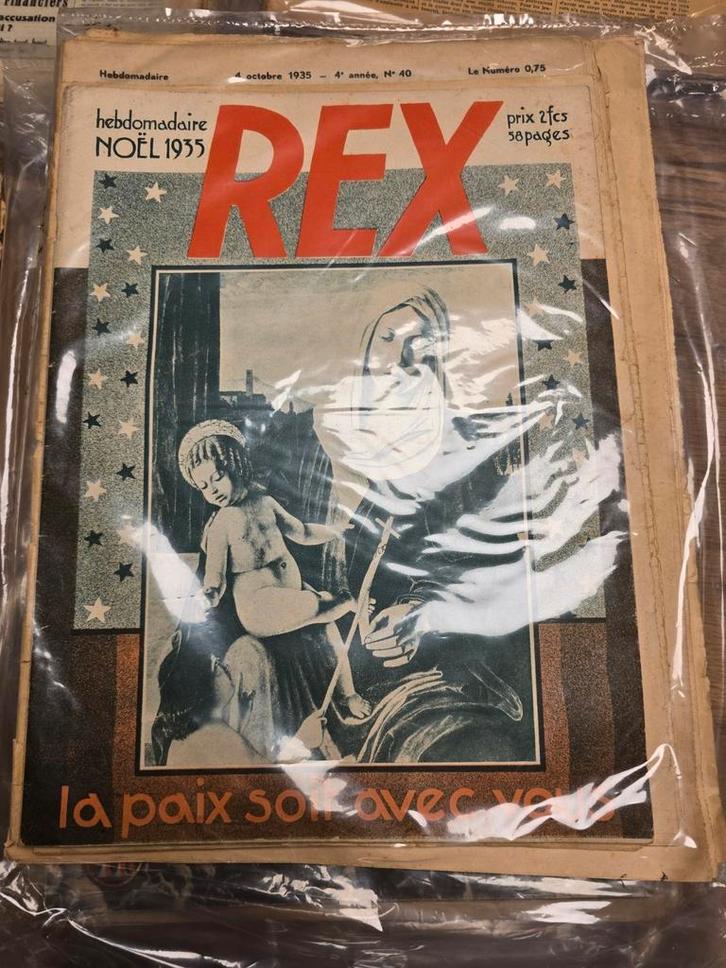 Financiers
accusation
Hebdomadaire 4 octobre 1935 – 4e année, N° 40 Le Numéro 0,75
hebdomadaire
NOËL 1935
REX
prix 2fcs
58 pages
la paix soit avec vous